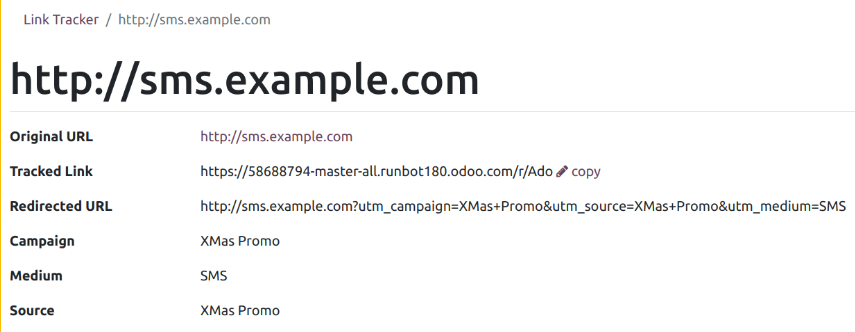 Link Tracker / http://sms.example.com
http://sms.example.com
Original URL http://sms.example.com
Tracked Link https://58688794-master-all.runbot180.odoo.com/r/Ado copy
Redirected URL http://sms.example.com?utm_campaign=XMas+Promo&utm_source=XMas+Promo&utm_medium=SMS
Campaign XMas Promo
Medium SMS
Source XMas Promo